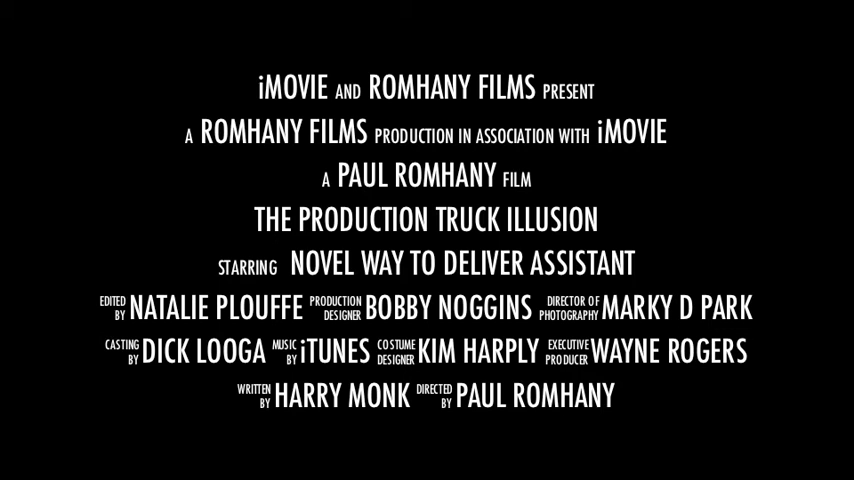 iMOVIE AND ROMHANY FILMS PRESENT
A ROMHANY FILMS PRODUCTION IN ASSOCIATION WITH iMOVIE
A PAUL ROMHANY FILM
THE PRODUCTION TRUCK ILLUSION
STARRING NOVEL WAY TO DELIVER ASSISTANT
EDITED BY NATALIE PLOUFFE PRODUCTION DESIGNER BOBBY NOGGINS DIRECTOR OF PHOTOGRAPHY MARKY D PARK
CASTING BY DICK LOOGA MUSIC BY iTUNES COSTUME DESIGNER KIM HARPLY EXECUTIVE PRODUCER WAYNE ROGERS
WRITTEN BY HARRY MONK DIRECTED BY PAUL ROMHANY